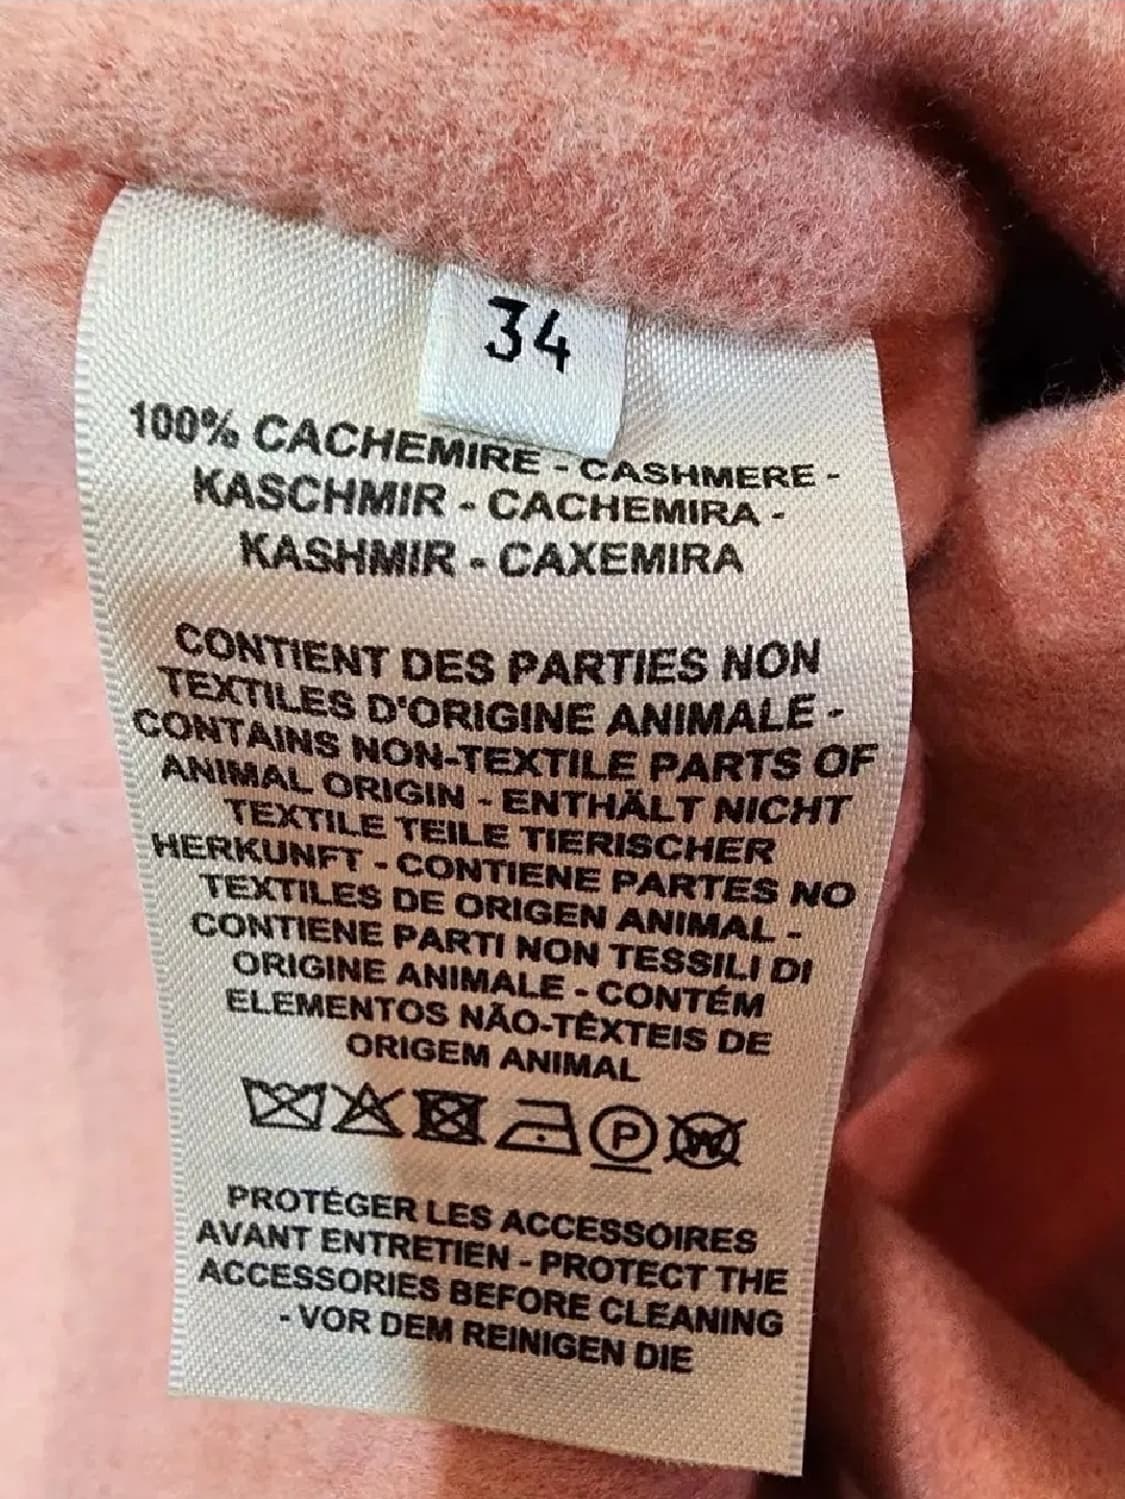 34
100% CACHEMIRE - CASHMERE -
KASCHMIR - CACHEMIRA -
KASHMIR - CAXEMIRA
CONTIENT DES PARTIES NON
TEXTILES D'ORIGINE ANIMALE -
CONTAINS NON-TEXTILE PARTS OF
ANIMAL ORIGIN - ENTHÄLT NICHT
TEXTILE TEILE TIERISCHER
HERKUNFT - CONTIENE PARTES NO
TEXTILES DE ORIGEN ANIMAL -
CONTIENE PARTI NON TESSILI DI
ORIGINE ANIMALE - CONTÉM
ELEMENTOS NÃO-TÊXTEIS DE
ORIGEM ANIMAL
P W
PROTÉGER LES ACCESSOIRES
AVANT ENTRETIEN - PROTECT THE
ACCESSORIES BEFORE CLEANING
- VOR DEM REINIGEN DIE